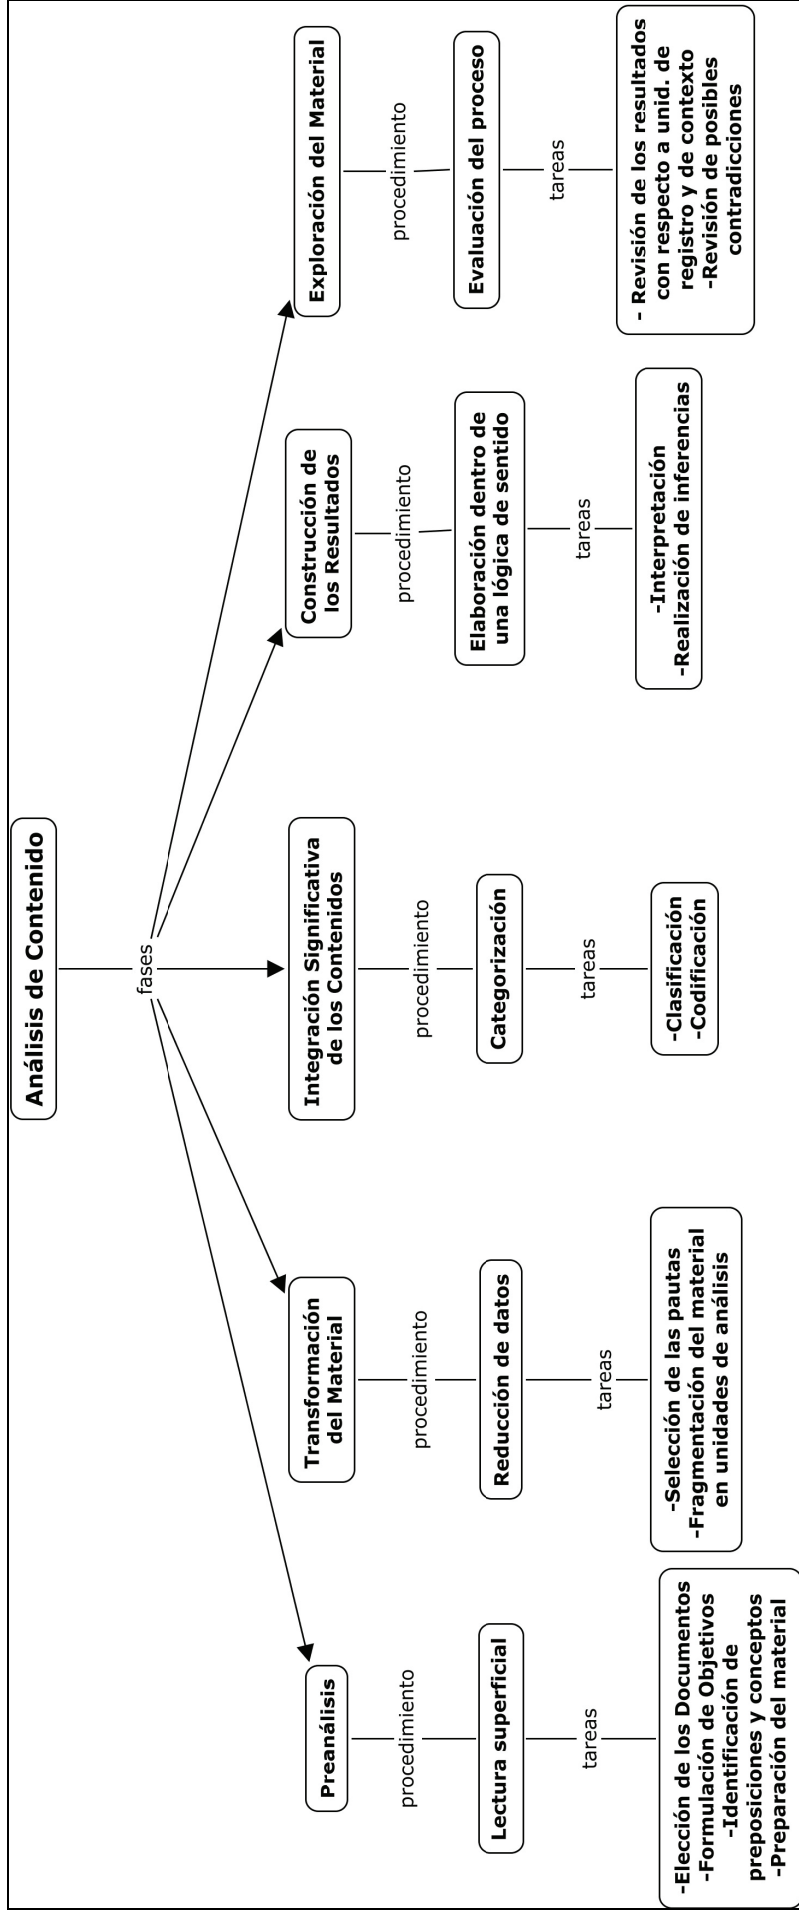 Análisis de Contenido
fases
Preanálisis
procedimiento
Lectura superficial
tareas
-Elección de los Documentos
-Formulación de Objetivos
-Identificación de
preposiciones y conceptos
-Preparación del material
Transformación
del Material
procedimiento
Reducción de datos
tareas
-Selección de las pautas
-Fragmentación del material
en unidades de análisis
Integración Significativa
de los Contenidos
procedimiento
Categorización
tareas
-Clasificación
-Codificación
Construcción de
los Resultados
procedimiento
Elaboración dentro de
una lógica de sentido
tareas
-Interpretación
-Realización de inferencias
Exploración del Material
procedimiento
Evaluación del proceso
tareas
- Revisión de los resultados
con respecto a unid. de
registro y de contexto
-Revisión de posibles
contradicciones